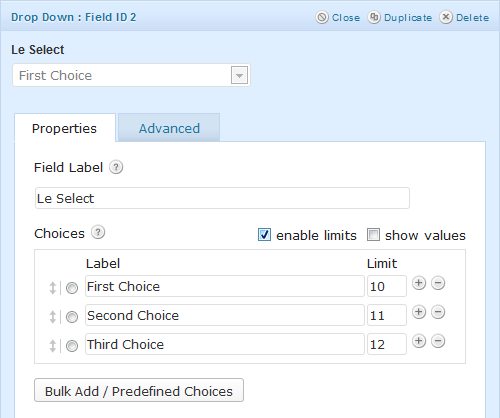 Drop Down : Field ID 2 Close Duplicate Delete
Le Select
First Choice
Properties Advanced
Field Label ?
Le Select
Choices ? enable limits show values
Label Limit
First Choice 10
Second Choice 11
Third Choice 12
Bulk Add / Predefined Choices